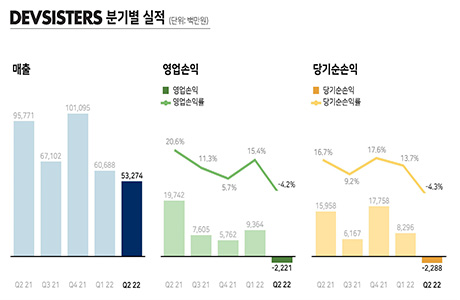 DEVSISTERS 분기별 실적 (단위: 백만원)
매출
95,771
67,102
101,095
60,688
53,274
Q2 21
Q3 21
Q4 21
Q1 22
Q2 22
영업손익
영업손익
영업손익률
20.6%
11.3%
5.7%
15.4%
-4.2%
19,742
7,605
5,762
9,364
-2,221
Q2 21
Q3 21
Q4 21
Q1 22
Q2 22
당기순손익
당기순손익
당기순손익률
16.7%
9.2%
17.6%
13.7%
-4.3%
15,958
6,167
17,758
8,296
-2,288
Q2 21
Q3 21
Q4 21
Q1 22
Q2 22